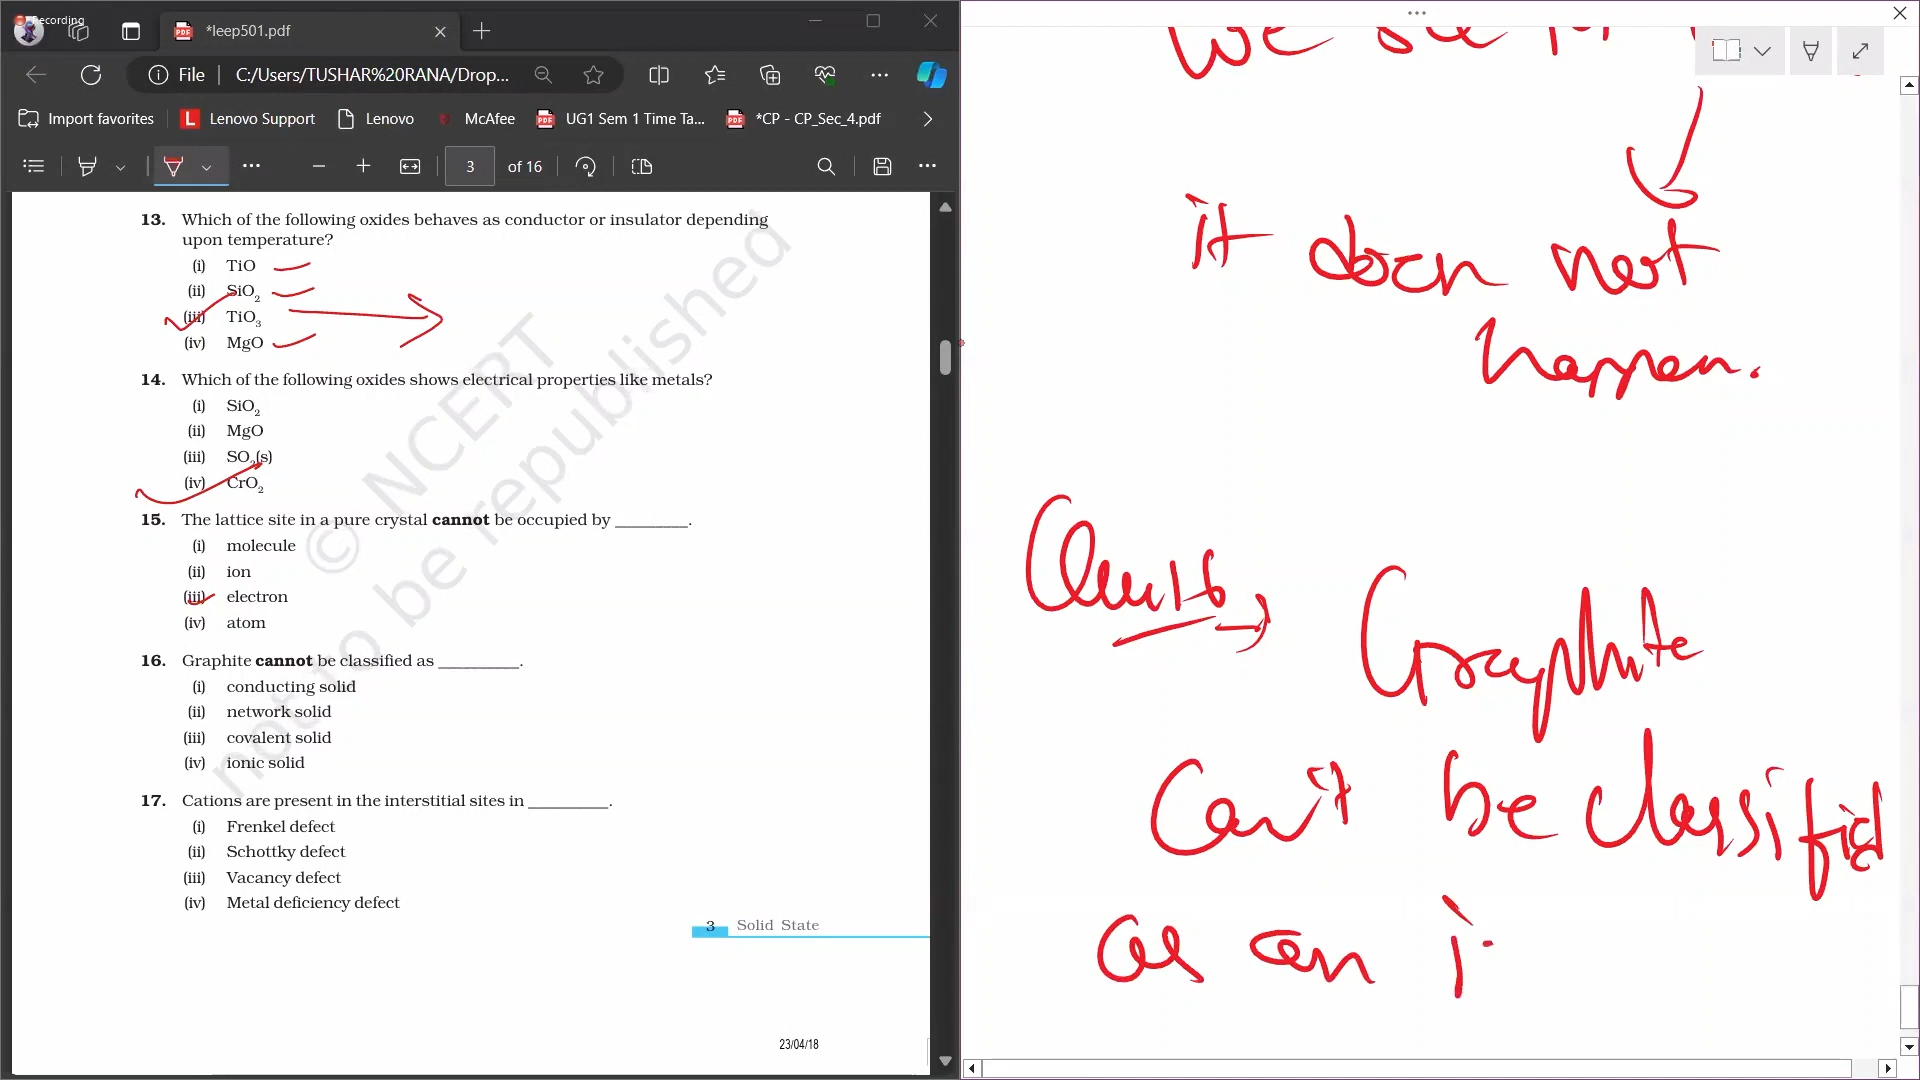 Recording
*leep501.pdf
File
C:/Users/TUSHAR%20RANA/Drop...
Import favorites
Lenovo Support
Lenovo
McAfee
UG1 Sem 1 Time Ta...
*CP - CP_Sec_4.pdf
3 of 16
13. Which of the following oxides behaves as conductor or insulator depending
upon temperature?
(i) TiO
(ii) SiO₂
(iii) TiO₃
(iv) MgO
14. Which of the following oxides shows electrical properties like metals?
(i) SiO₂
(ii) MgO
(iii) SO₂(s)
(iv) CrO₂
15. The lattice site in a pure crystal cannot be occupied by _________.
(i) molecule
(ii) ion
(iii) electron
(iv) atom
16. Graphite cannot be classified as __________.
(i) conducting solid
(ii) network solid
(iii) covalent solid
(iv) ionic solid
17. Cations are present in the interstitial sites in __________.
(i) Frenkel defect
(ii) Schottky defect
(iii) Vacancy defect
(iv) Metal deficiency defect
3 Solid State
23/04/18
© NCERT
not to be republished
We see
it does not
happen.
Ques 16 → Graphite
Can't be classified
as an i